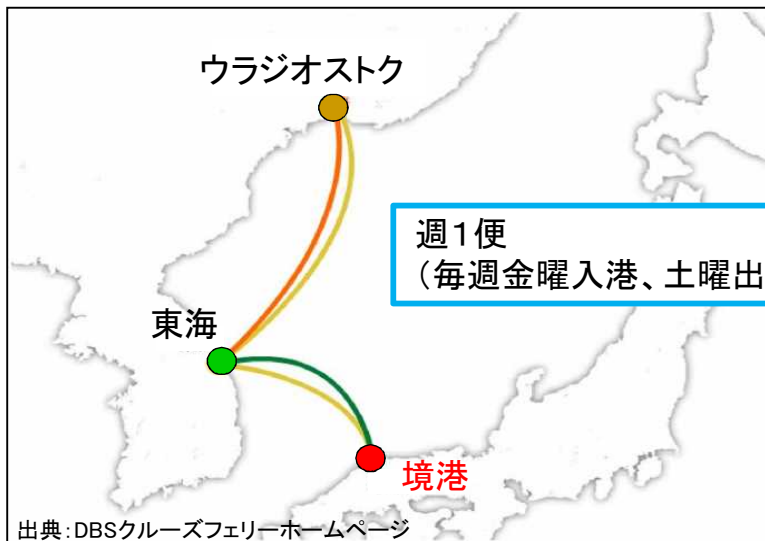 ウラジオストク
週1便
(毎週金曜入港、土曜出
東海
境港
出典:DBSクルーズフェリーホームページ